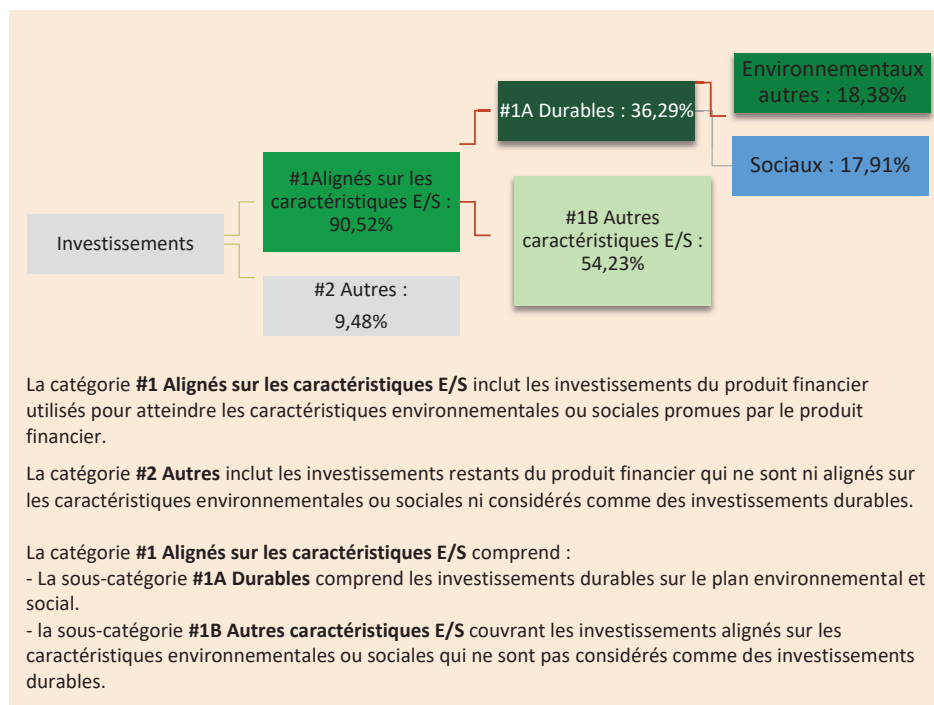 Investissements
#1Alignés sur les
caractéristiques E/S :
90,52%
#2 Autres :
9,48%
#1A Durables : 36,29%
#1B Autres
caractéristiques E/S :
54,23%
Environnementaux
autres : 18,38%
Sociaux : 17,91%
La catégorie #1 Alignés sur les caractéristiques E/S inclut les investissements du produit financier
utilisés pour atteindre les caractéristiques environnementales ou sociales promues par le produit
financier.
La catégorie #2 Autres inclut les investissements restants du produit financier qui ne sont ni alignés sur
les caractéristiques environnementales ou sociales ni considérés comme des investissements durables.
La catégorie #1 Alignés sur les caractéristiques E/S comprend :
- La sous-catégorie #1A Durables comprend les investissements durables sur le plan environnemental et
social.
- la sous-catégorie #1B Autres caractéristiques E/S couvrant les investissements alignés sur les
caractéristiques environnementales ou sociales qui ne sont pas considérés comme des investissements
durables.